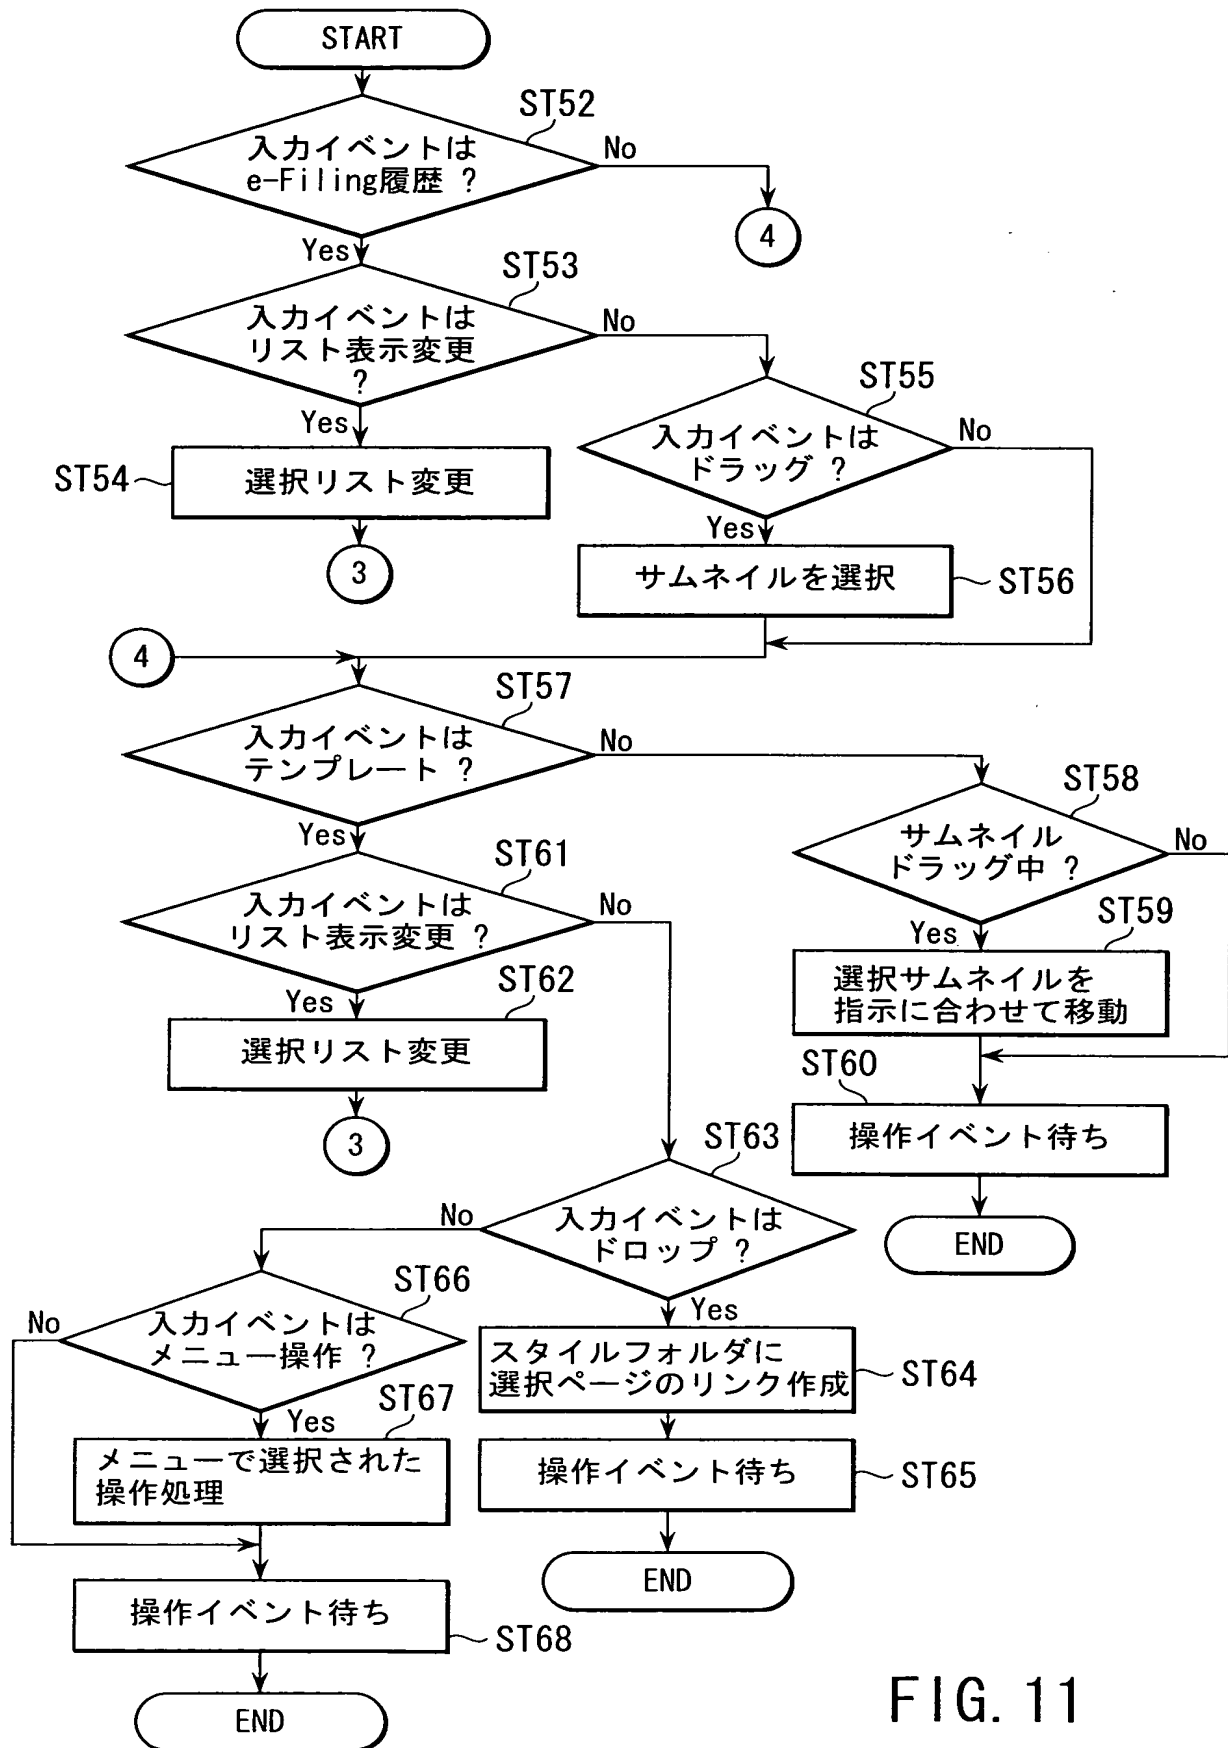 START
ST52
入力イベントは
e-Filing履歴 ?
No
4
Yes
ST53
入力イベントは
リスト表示変更
?
No
Yes
ST54
選択リスト変更
3
ST55
入力イベントは
ドラッグ ?
No
Yes
サムネイルを選択
ST56
4
ST57
入力イベントは
テンプレート ?
No
Yes
ST58
サムネイル
ドラッグ中 ?
No
Yes
ST59
選択サムネイルを
指示に合わせて移動
ST60
操作イベント待ち
END
ST61
入力イベントは
リスト表示変更 ?
No
Yes
ST62
選択リスト変更
3
ST63
入力イベントは
ドロップ ?
No
Yes
スタイルフォルダに
選択ページのリンク作成
ST64
操作イベント待ち
ST65
END
ST66
入力イベントは
メニュー操作 ?
No
Yes
ST67
メニューで選択された
操作処理
操作イベント待ち
ST68
END
FIG. 11